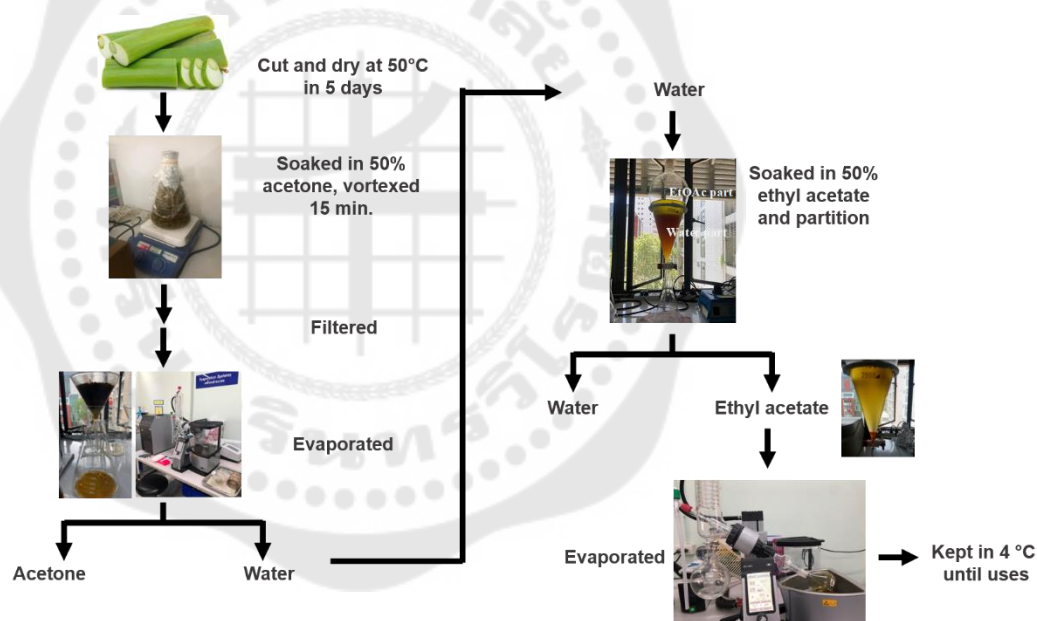 Cut and dry at 50°C
in 5 days
Soaked in 50%
acetone, vortexed
15 min.
Filtered
Evaporated
Acetone
Water
Water
EtOAc part
Water part
Soaked in 50%
ethyl acetate
and partition
Water
Ethyl acetate
Evaporated
Kept in 4 °C
until uses